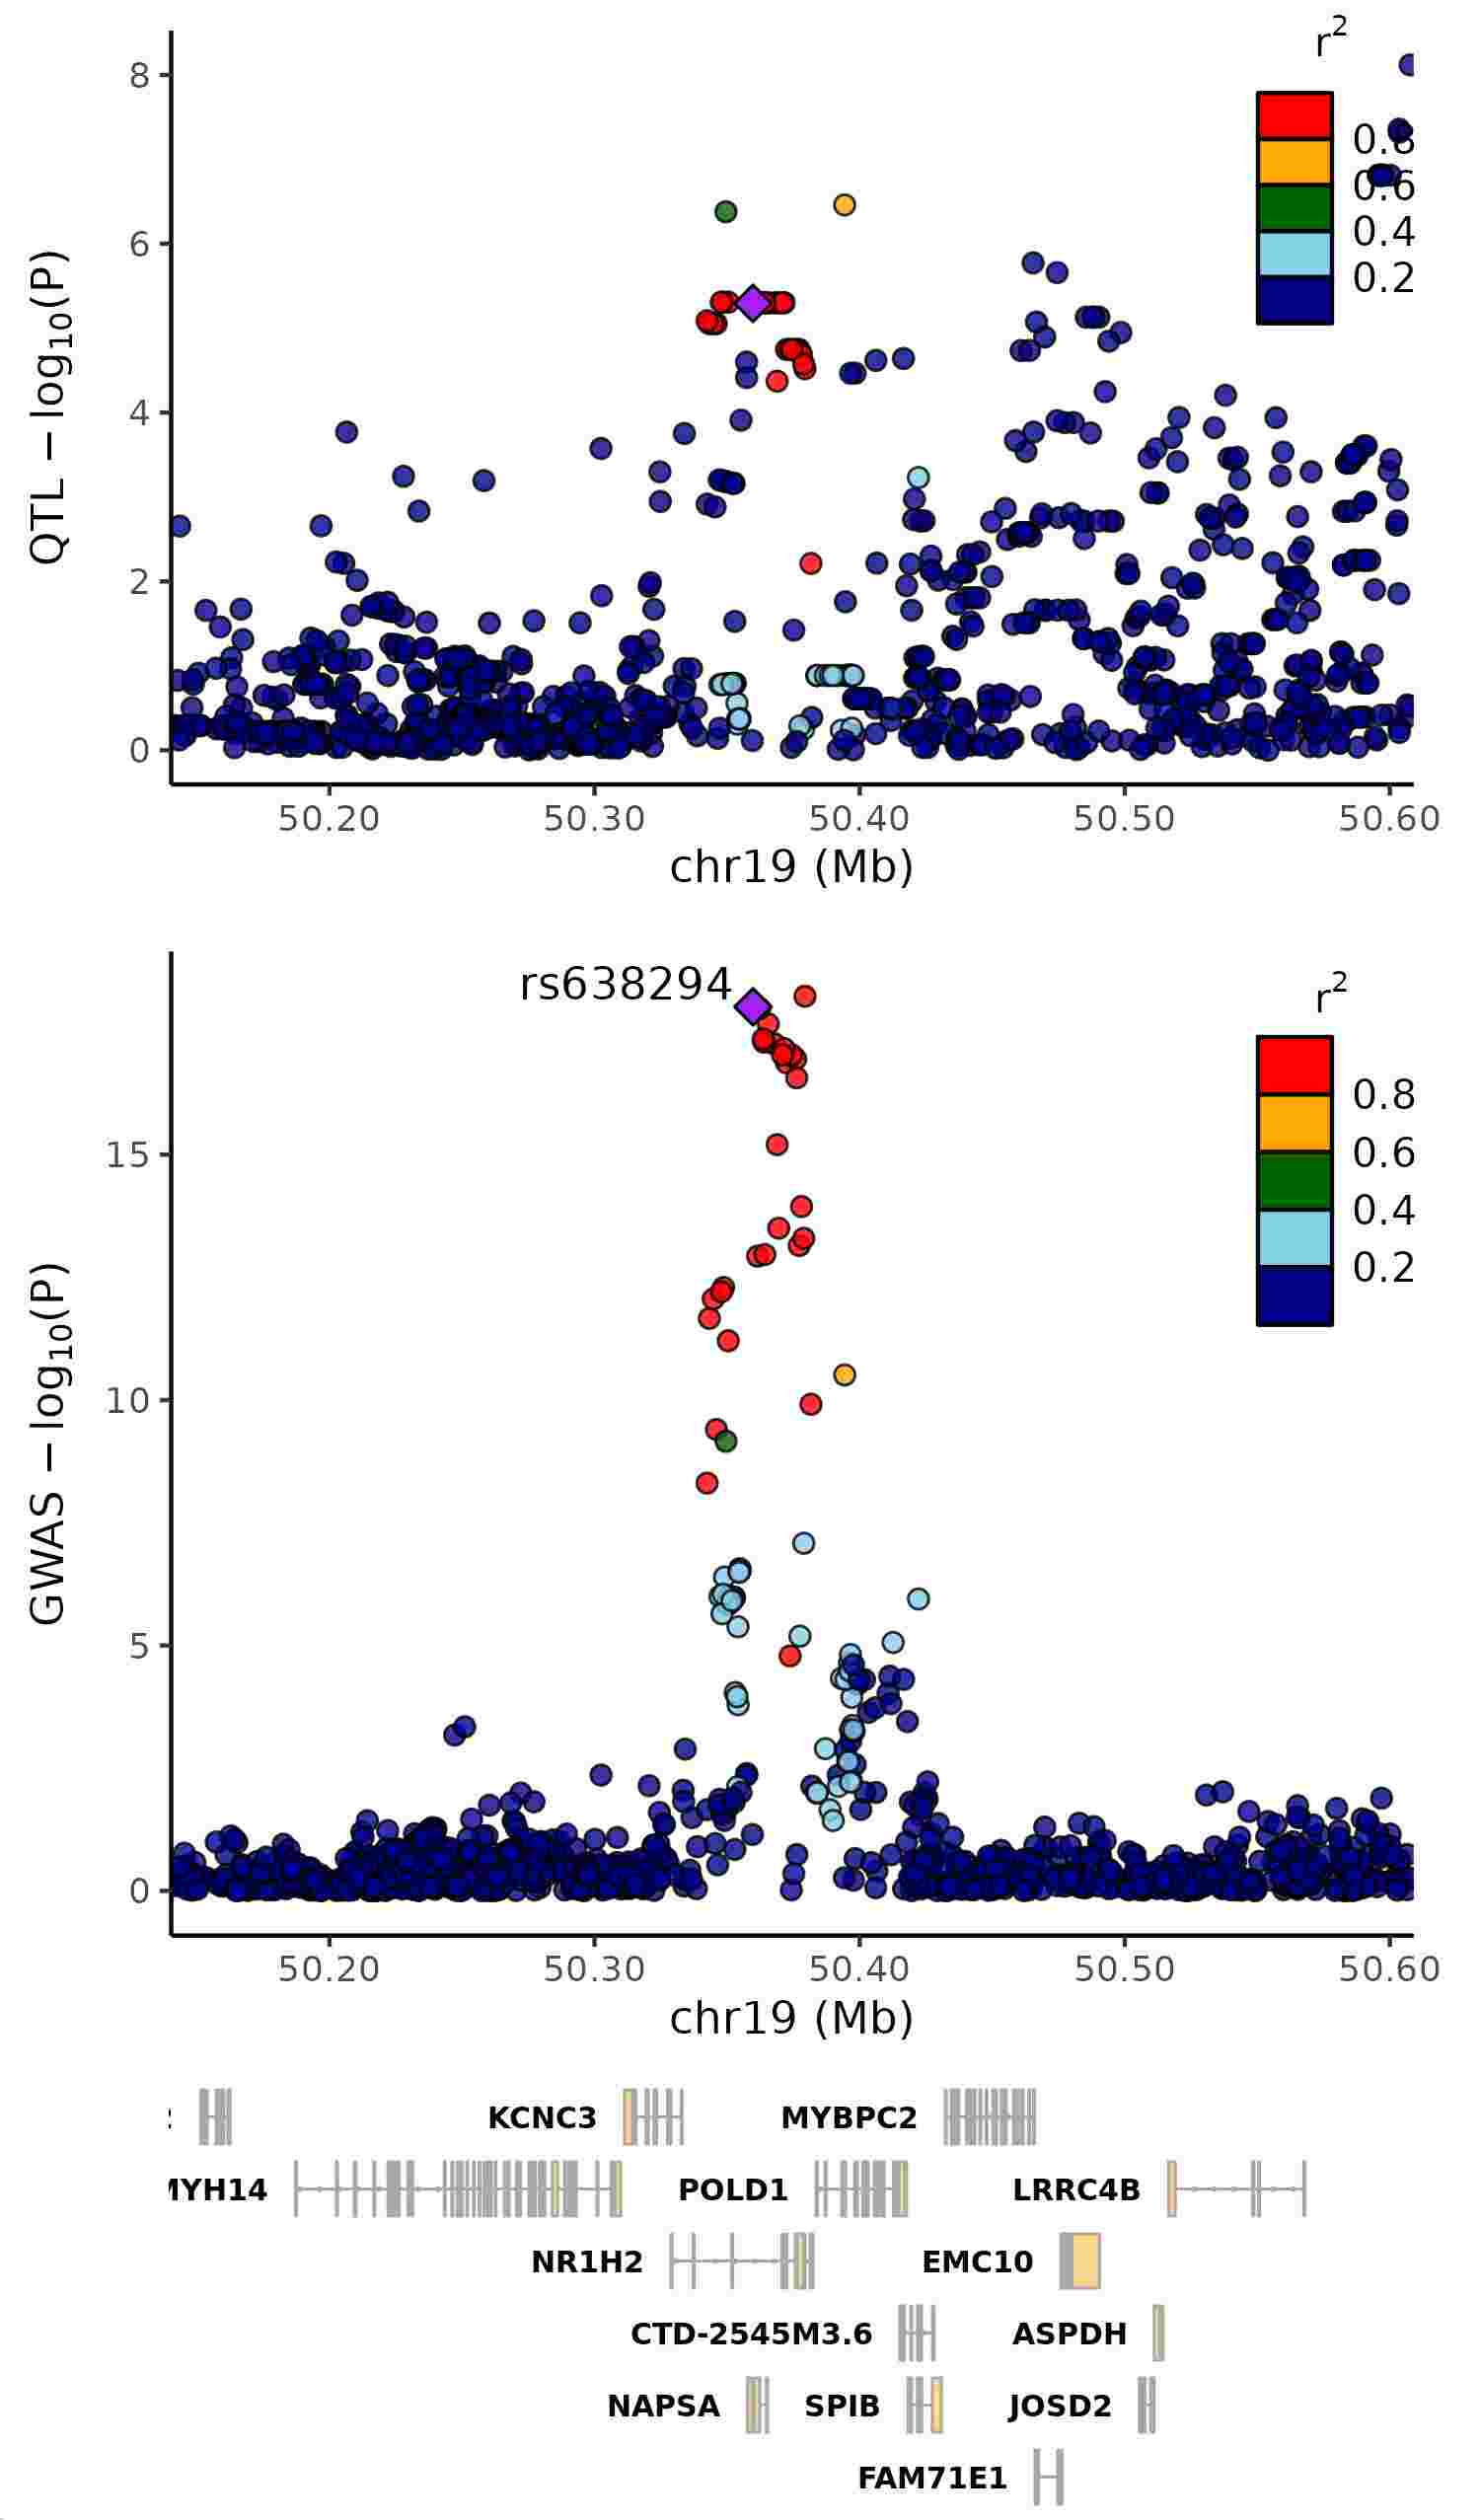 r²
8
6
4
2
0
QTL −log₁₀(P)
0.8
0.6
0.4
0.2
50.20 50.30 50.40 50.50 50.60
chr19 (Mb)
rs638294
r²
15
10
5
0
GWAS −log₁₀(P)
0.8
0.6
0.4
0.2
50.20 50.30 50.40 50.50 50.60
chr19 (Mb)
KCNC3 MYBPC2
MYH14 POLD1 LRRC4B
NR1H2 EMC10
CTD-2545M3.6 ASPDH
NAPSA SPIB JOSD2
FAM71E1